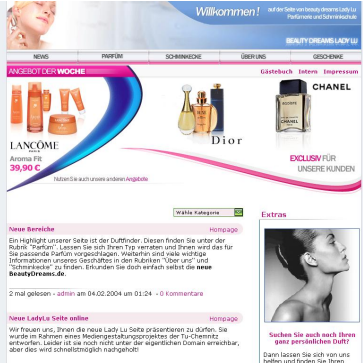 Willkommen !
auf der Seite von beauty dreams Lady Lu
Parfümerie und Schminkschule
BEAUTY DREAMS LADY LU
NEWS
PARFÜM
SCHMINKECKE
ÜBER UNS
GESCHENKE
ANGEBOT DER WOCHE
Gästebuch Intern Impressum
CHANEL
EGOISTE
CHANEL
LANCÔME
Aroma Fit
39,90 €
Dior
EXKLUSIV FÜR
UNSERE KUNDEN
Nutzen Sie auch unsere anderen Angebote
Wähle Kategorie
Extras
Neue Bereiche
Homepage
Ein Highlight unserer Seite ist der Duftfinder. Diesen finden Sie unter der
Rubrik "Parfüm". Lassen Sie sich Ihren Typ verraten und Ihnen wird das für
Sie passende Parfüm vorgeschlagen. Weiterhin sind viele wichtige
Informationen unseres Geschäftes in den Rubriken "Über uns" und
"Schminkecke" zu finden. Erkunden Sie doch einfach selbst die neue
BeautyDreams.de.
2 mal gelesen - admin am 04.02.2004 um 01:24 - 0 Kommentare
Neue LadyLu Seite online
Homepage
Wir freuen uns, Ihnen die neue Lady Lu Seite präsentieren zu dürfen. Sie
wurde im Rahmen eines Mediengestaltungsprojektes der Tu-Chemnitz
entworfen. Leider ist sie noch nicht unter der eigentlichen Domain erreichbar,
aber dies wird schnellstmöglich nachgeholt!
Suchen Sie auch noch Ihren
ganz persönlichen Duft?
Dann lassen Sie sich von uns
helfen und finden Sie Ihren